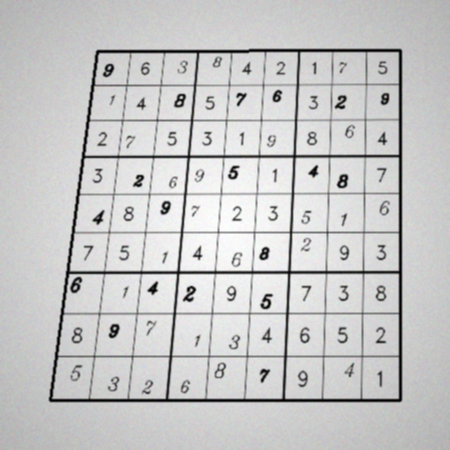 9 6 3 8 4 2 1 7 5
1 4 8 5 7 6 3 2 9
2 7 5 3 1 9 8 6 4
3 2 6 9 5 1 4 8 7
4 8 9 7 2 3 5 1 6
7 5 1 4 6 8 2 9 3
6 1 4 2 9 5 7 3 8
8 9 7 1 3 4 6 5 2
5 3 2 6 8 7 9 4 1